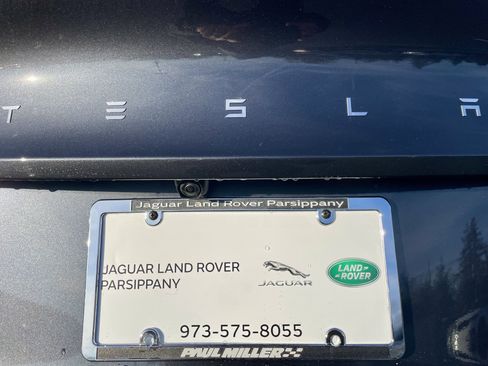 TESLA
Jaguar Land Rover Parsippany
JAGUAR LAND ROVER
PARSIPPANY
JAGUAR
LAND
ROVER
973-575-8055
PAUL MILLER